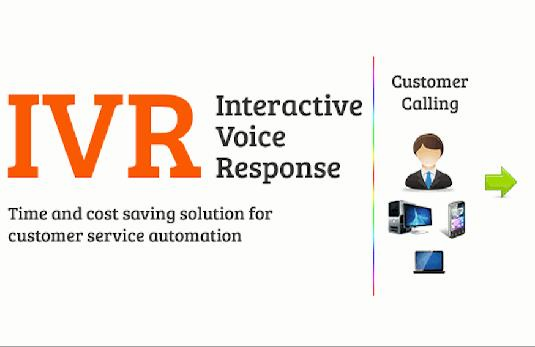 IVR
Interactive
Voice
Response
Time and cost saving solution for
customer service automation
Customer
Calling